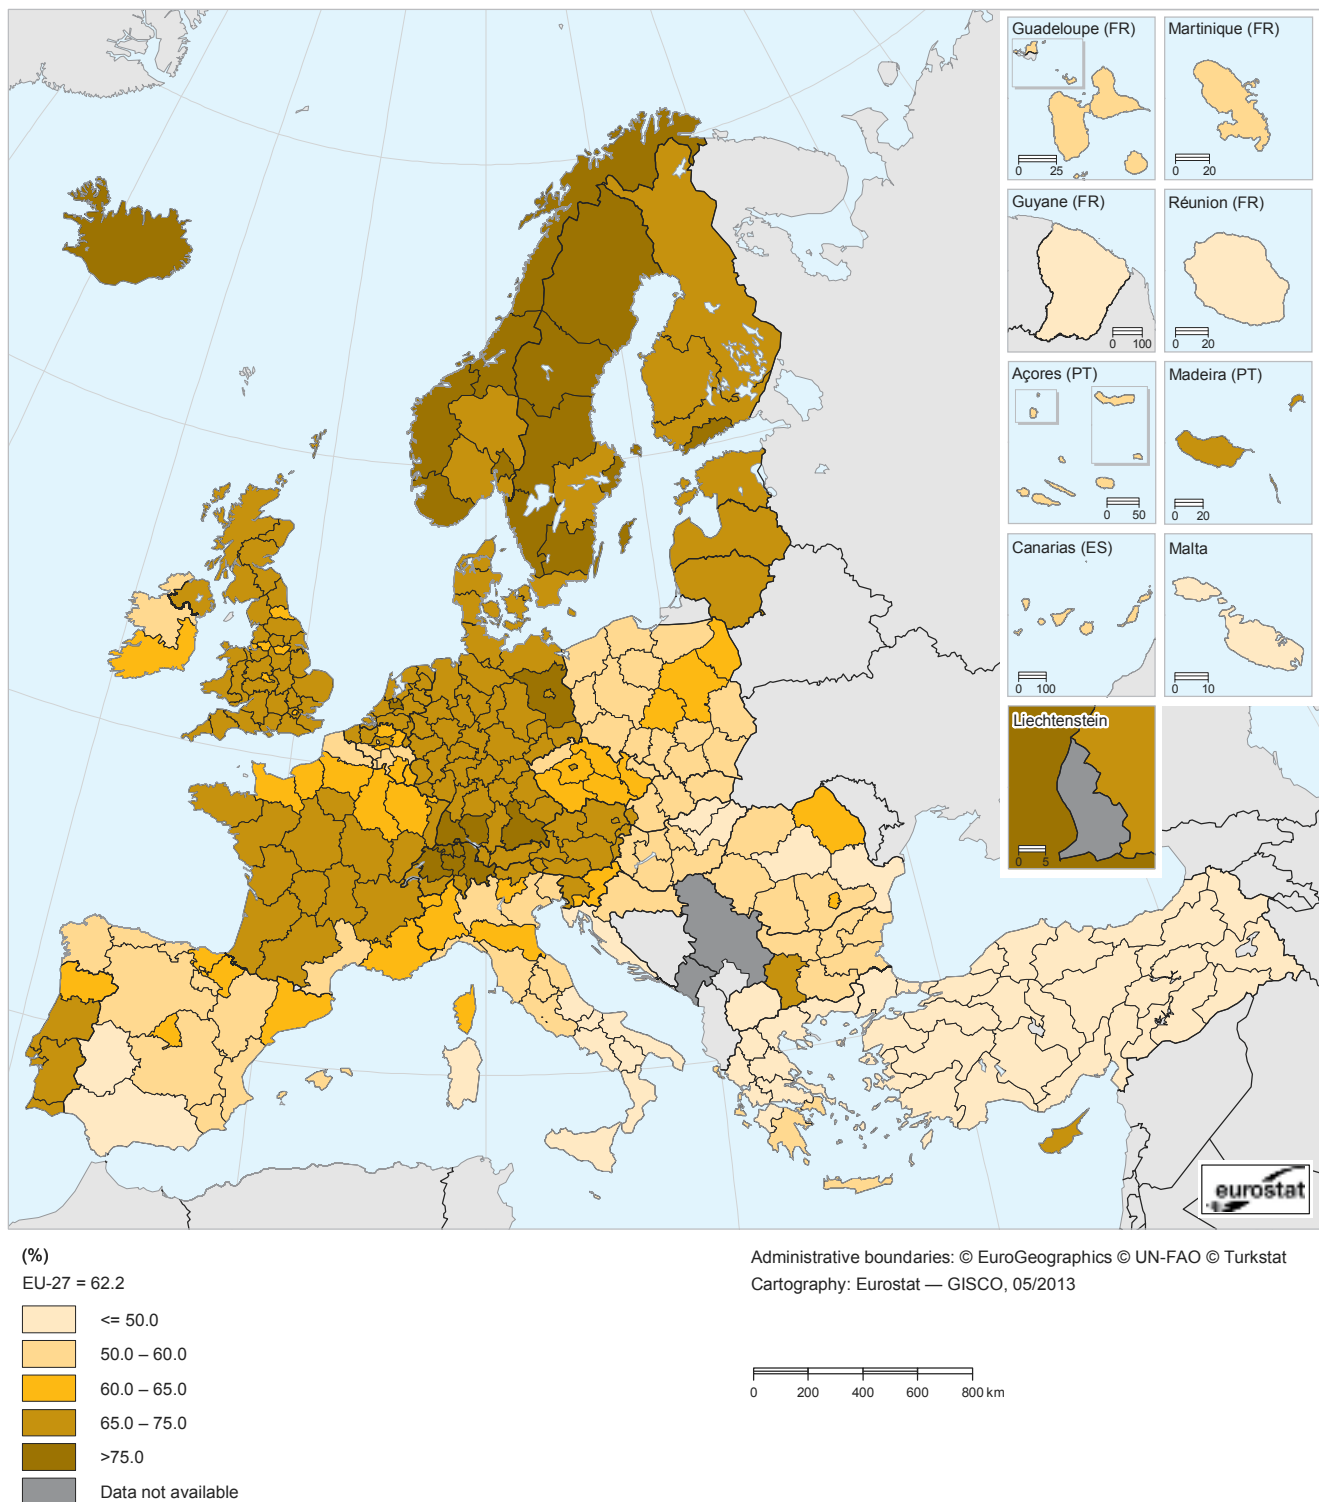 Guadeloupe (FR)
0 25
Martinique (FR)
0 20
Guyane (FR)
0 100
Réunion (FR)
0 20
Açores (PT)
0 50
Madeira (PT)
0 20
Canarias (ES)
0 100
Malta
0 10
Liechtenstein
0 5
eurostat
(%)
EU-27 = 62.2
<= 50.0
50.0 – 60.0
60.0 – 65.0
65.0 – 75.0
>75.0
Data not available
Administrative boundaries: © EuroGeographics © UN-FAO © Turkstat
Cartography: Eurostat — GISCO, 05/2013
0 200 400 600 800 km